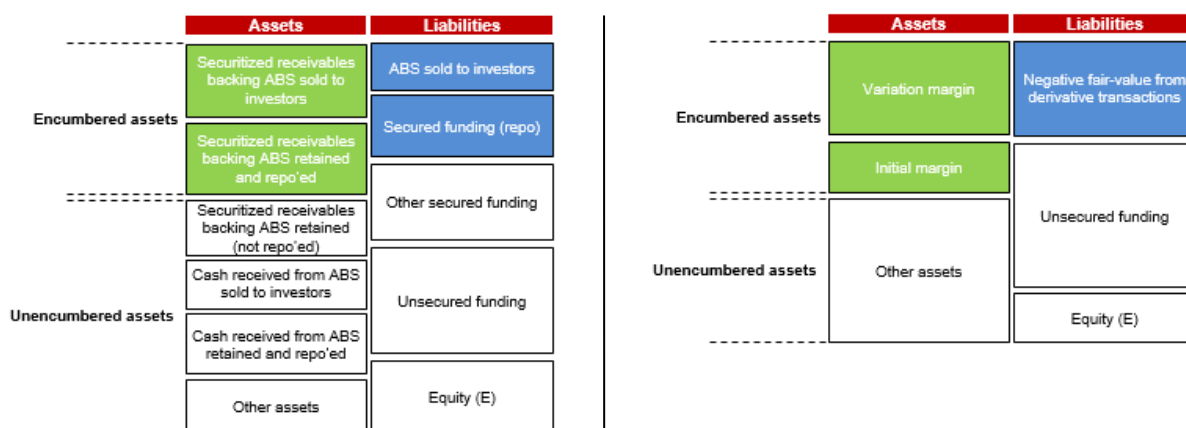 Assets
Liabilities
Encumbered assets
Securitized receivables
backing ABS sold to
investors
ABS sold to investors
Secured funding (repo)
Securitized receivables
backing ABS retained
and repo'ed
Other secured funding
Unencumbered assets
Securitized receivables
backing ABS retained
(not repo'ed)
Cash received from ABS
sold to investors
Unsecured funding
Cash received from ABS
retained and repo'ed
Other assets
Equity (E)
Assets
Liabilities
Encumbered assets
Variation margin
Negative fair-value from
derivative transactions
Initial margin
Unsecured funding
Unencumbered assets
Other assets
Equity (E)